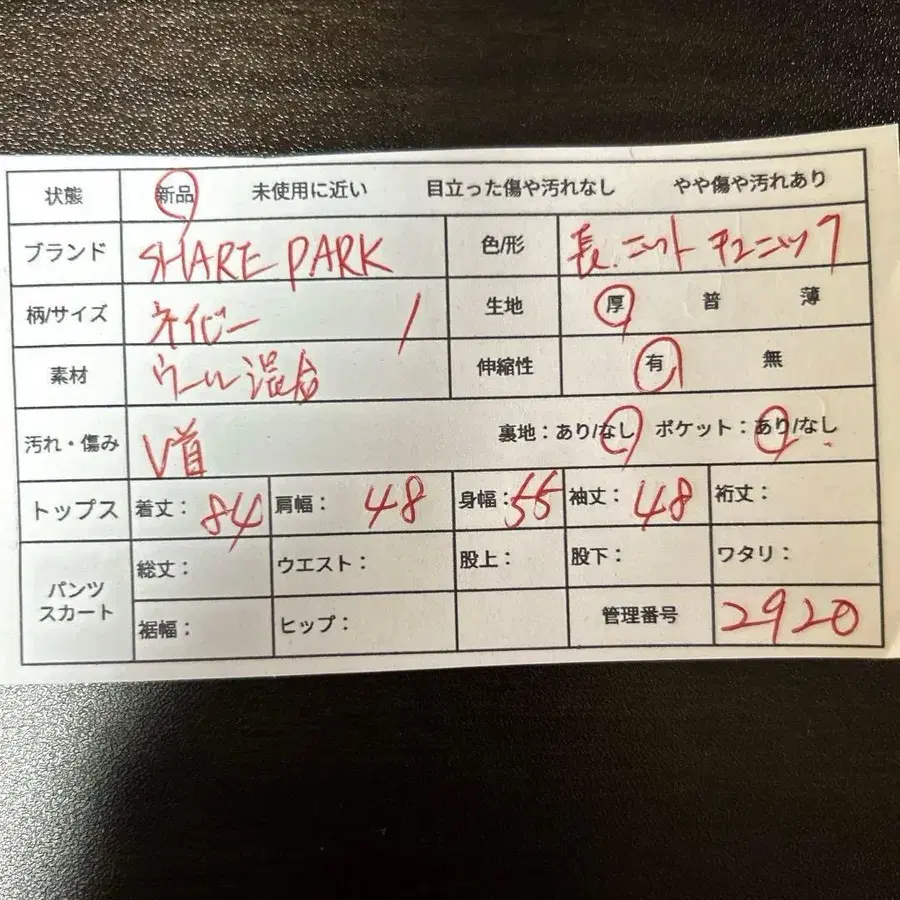 状態 新品 未使用に近い 目立った傷や汚れなし やや傷や汚れあり
ブランド SHARE PARK 色/形 長.ニットチュニック
柄/サイズ ネイビー / 生地 厚 普 薄
素材 ウール混合 伸縮性 有 無
汚れ・傷み V首 裏地:あり/なし ポケット:あり/なし
トップス 着丈: 84 肩幅: 48 身幅: 55 袖丈: 48 裄丈:
パンツ スカート 総丈: ウエスト: 股上: 股下: ワタリ:
裾幅: ヒップ: 管理番号 2920